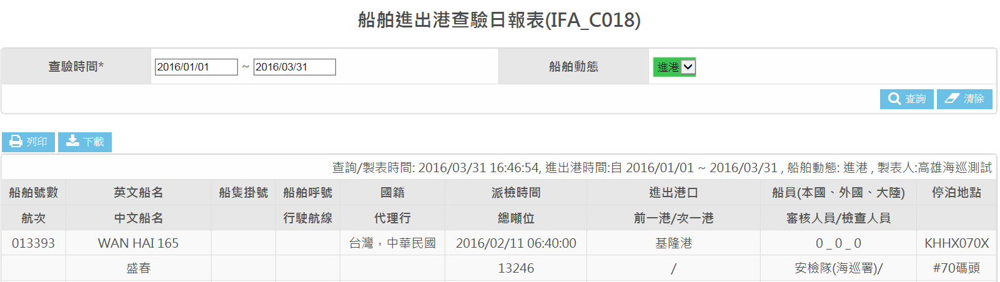 船舶進出港查驗日報表(IFA_C018)
查驗時間* 2016/01/01 ~ 2016/03/31 船舶動態 進港
查詢 清除
列印 下載
查詢/製表時間: 2016/03/31 16:46:54, 進出港時間:自 2016/01/01 ~ 2016/03/31 , 船舶動態: 進港 , 製表人:高雄海巡測試
船舶號數 英文船名 船隻掛號 船舶呼號 國籍 派檢時間 進出港口 船員(本國、外國、大陸) 停泊地點
航次 中文船名 行駛航線 代理行 總噸位 前一港/次一港 審核人員/檢查人員
013393 WAN HAI 165 台灣，中華民國 2016/02/11 06:40:00 基隆港 0 _ 0 _ 0 KHHX070X
盛春 13246 / 安檢隊(海巡署)/ #70碼頭